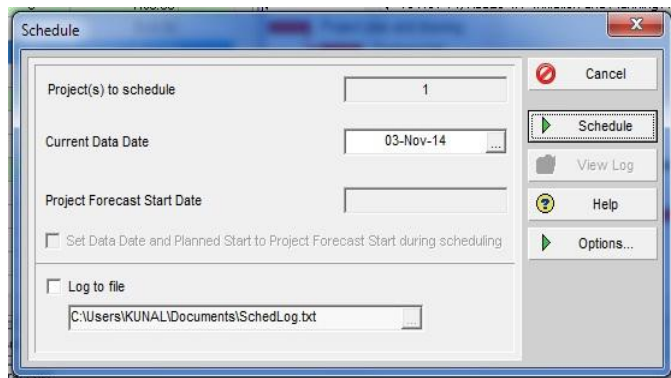 Schedule
Project(s) to schedule
1
Current Data Date
03-Nov-14
...
Project Forecast Start Date
Set Data Date and Planned Start to Project Forecast Start during scheduling
Log to file
C:\Users\KUNAL\Documents\SchedLog.txt
...
Cancel
Schedule
View Log
Help
Options...